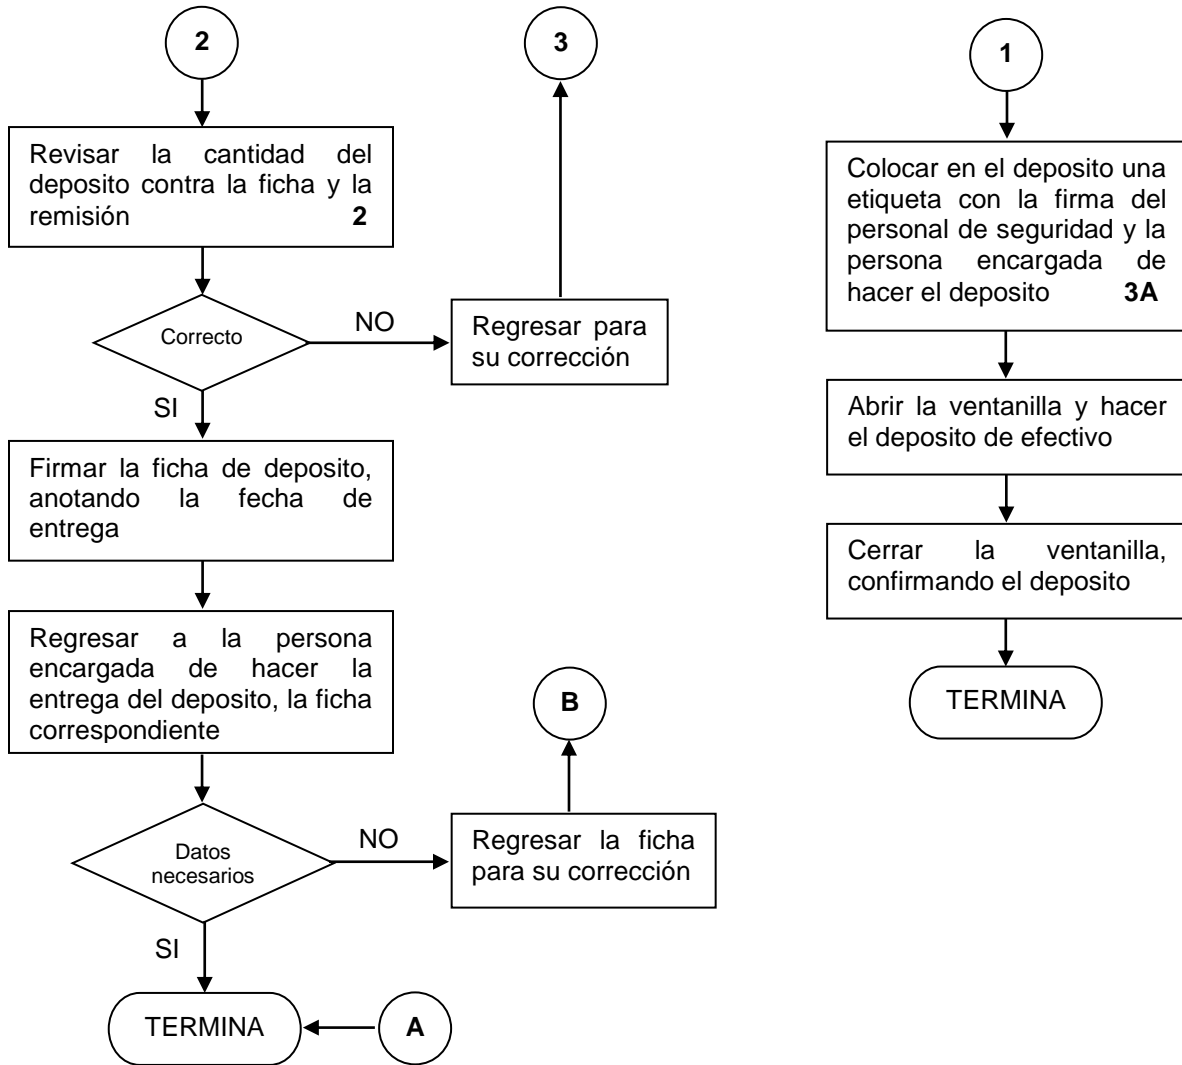 2
Revisar la cantidad del
deposito contra la ficha y la
remisión 2
Correcto
NO
Regresar para
su corrección
3
SI
Firmar la ficha de deposito,
anotando la fecha de
entrega
Regresar a la persona
encargada de hacer la
entrega del deposito, la ficha
correspondiente
Datos
necesarios
NO
Regresar la ficha
para su corrección
B
SI
TERMINA
A
1
Colocar en el deposito una
etiqueta con la firma del
personal de seguridad y la
persona encargada de
hacer el deposito 3A
Abrir la ventanilla y hacer
el deposito de efectivo
Cerrar la ventanilla,
confirmando el deposito
TERMINA